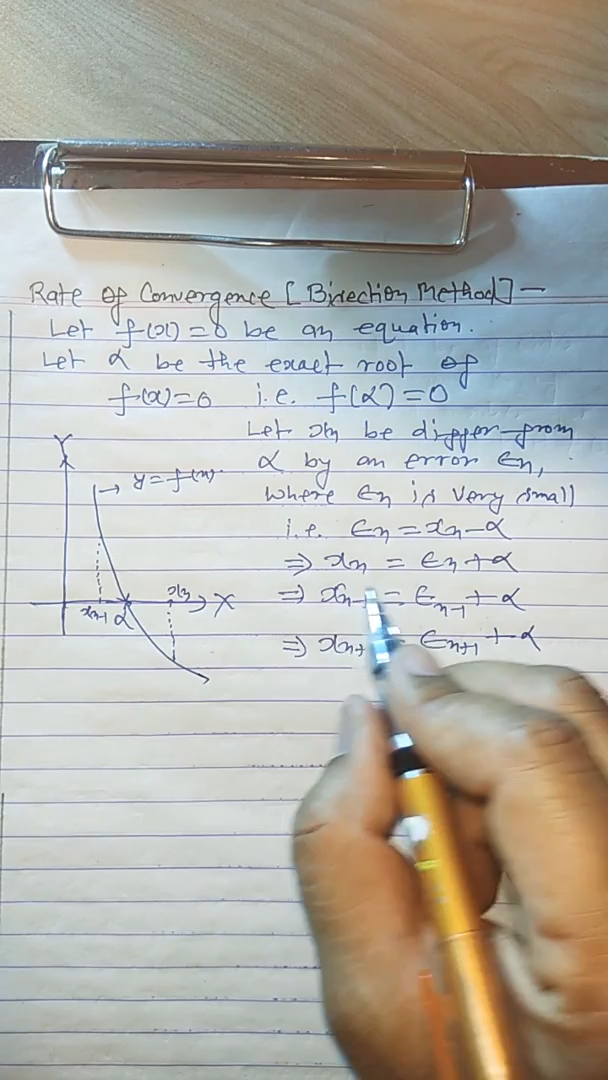 Rate of Convergence [Bisection Method] —
Let f(x) = 0 be an equation.
Let α be the exact root of
f(x) = 0 i.e. f(α) = 0
Let xn be differ from
α by an error ϵn,
where ϵn is very small
i.e. ϵn = xn - α
⇒ xn = ϵn + α
⇒ xn-1 = ϵn-1 + α
⇒ xn+ = ϵn+1 + α
Y
→ y = f(x)
xn-1 α xn X